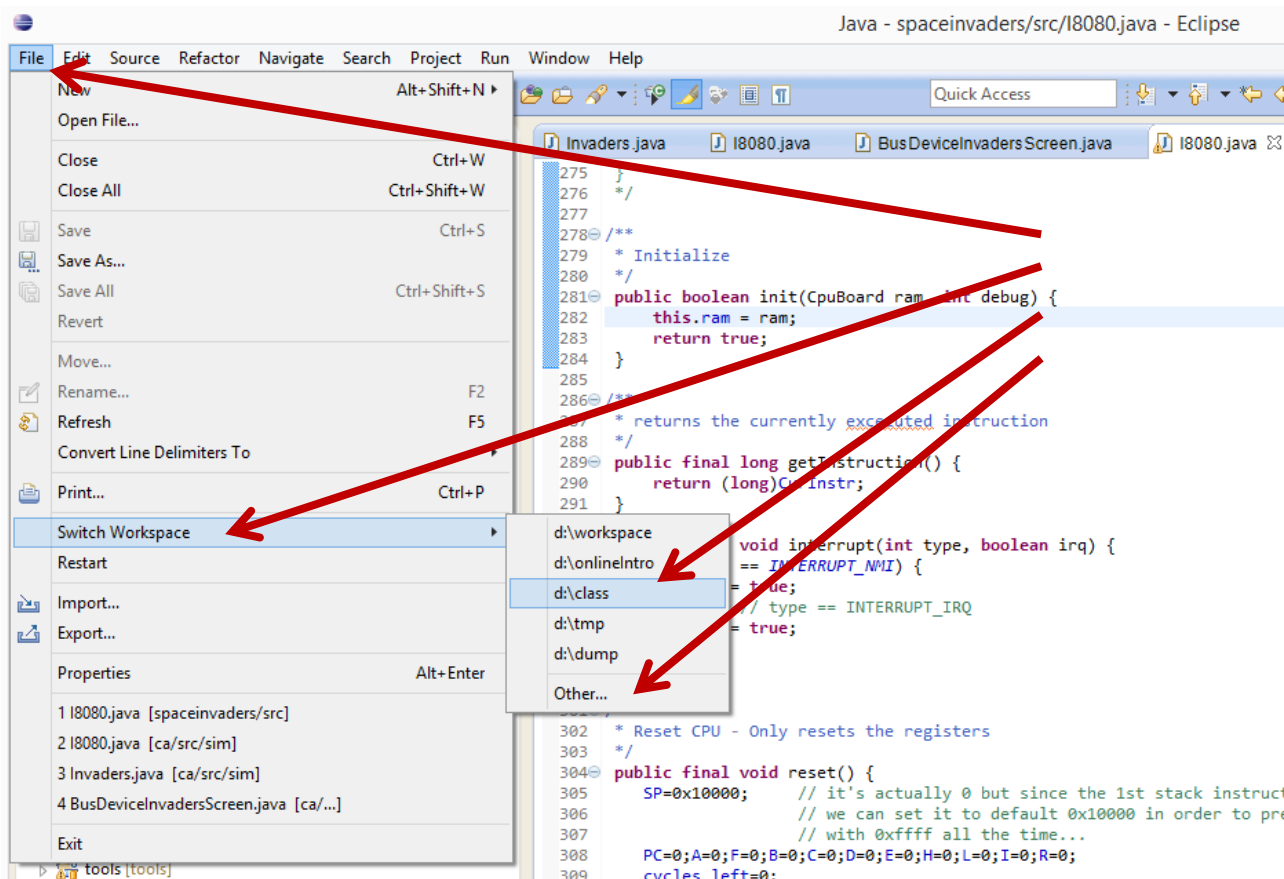 Java - spaceinvaders/src/I8080.java - Eclipse
File Edit Source Refactor Navigate Search Project Run Window Help
New Alt+Shift+N
Open File...
Close Ctrl+W
Close All Ctrl+Shift+W
Save Ctrl+S
Save As...
Save All Ctrl+Shift+S
Revert
Move...
Rename... F2
Refresh F5
Convert Line Delimiters To
Print... Ctrl+P
Switch Workspace
Restart
Import...
Export...
Properties Alt+Enter
1 I8080.java [spaceinvaders/src]
2 I8080.java [ca/src/sim]
3 Invaders.java [ca/src/sim]
4 BusDeviceInvadersScreen.java [ca/...]
Exit
tools [tools]
d:\workspace
d:\onlineIntro
d:\class
d:\tmp
d:\dump
Other...
Quick Access
Invaders.java I8080.java BusDeviceInvadersScreen.java I8080.java
275 }
276 */
277
278 /**
279 * Initialize
280 */
281 public boolean init(CpuBoard ram, int debug) {
282 this.ram = ram;
283 return true;
284 }
285
286 /**
287 * returns the currently excecuted instruction
288 */
289 public final long getInstruction() {
290 return (long)CurInstr;
291 }
void interrupt(int type, boolean irq) {
== INTERRUPT_NMI) {
= true;
// type == INTERRUPT_IRQ
= true;
302 * Reset CPU - Only resets the registers
303 */
304 public final void reset() {
305 SP=0x10000; // it's actually 0 but since the 1st stack instruct
306 // we can set it to default 0x10000 in order to pre
307 // with 0xffff all the time...
308 PC=0;A=0;F=0;B=0;C=0;D=0;E=0;H=0;L=0;I=0;R=0;
309 cycles_left=0;